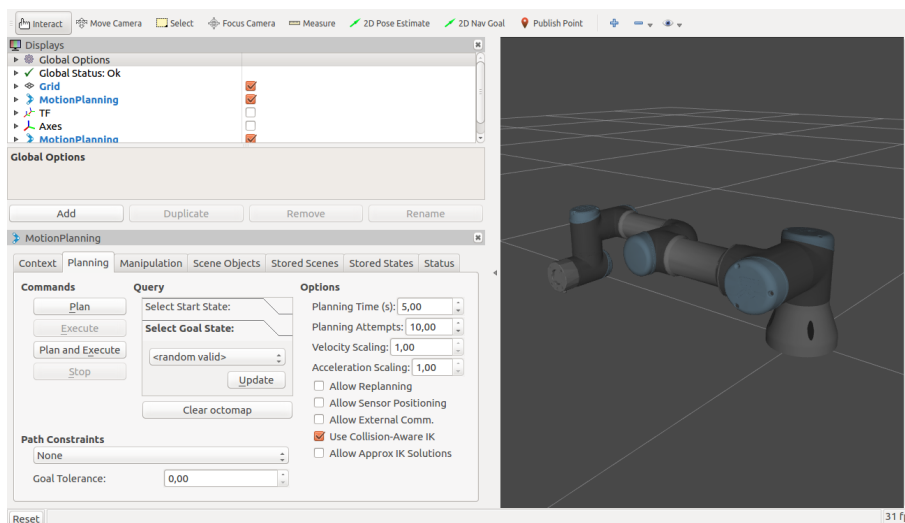 Interact Move Camera Select Focus Camera Measure 2D Pose Estimate 2D Nav Goal Publish Point
Displays
Global Options
Global Status: Ok
Grid
MotionPlanning
TF
Axes
MotionPlanning
Global Options
Add Duplicate Remove Rename
MotionPlanning
Context Planning Manipulation Scene Objects Stored Scenes Stored States Status
Commands Query Options
Plan Select Start State: Planning Time (s): 5,00
Execute Select Goal State: Planning Attempts: 10,00
Plan and Execute <random valid> Velocity Scaling: 1,00
Stop Update Acceleration Scaling: 1,00
Allow Replanning
Clear octomap Allow Sensor Positioning
Allow External Comm.
Path Constraints Use Collision-Aware IK
None Allow Approx IK Solutions
Goal Tolerance: 0,00
Reset 31 f